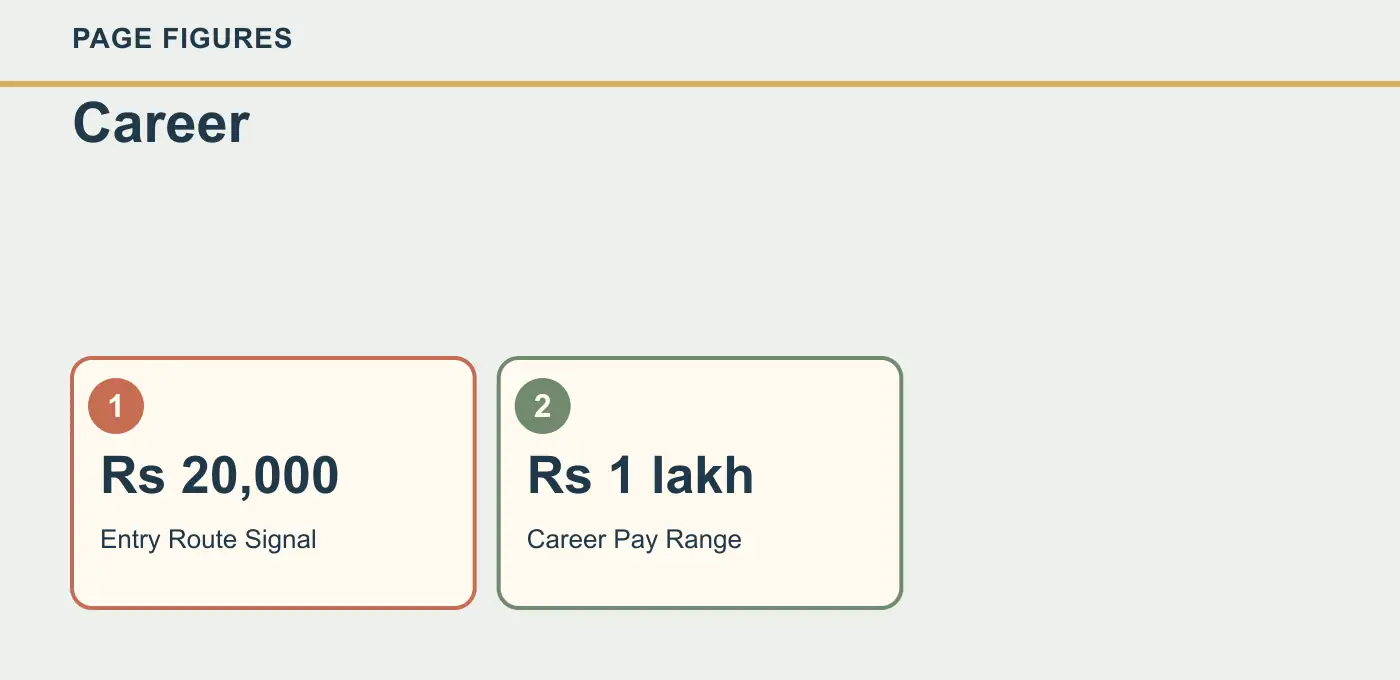 PAGE FIGURES
Career
1
Rs 20,000
Entry Route Signal
2
Rs 1 lakh
Career Pay Range